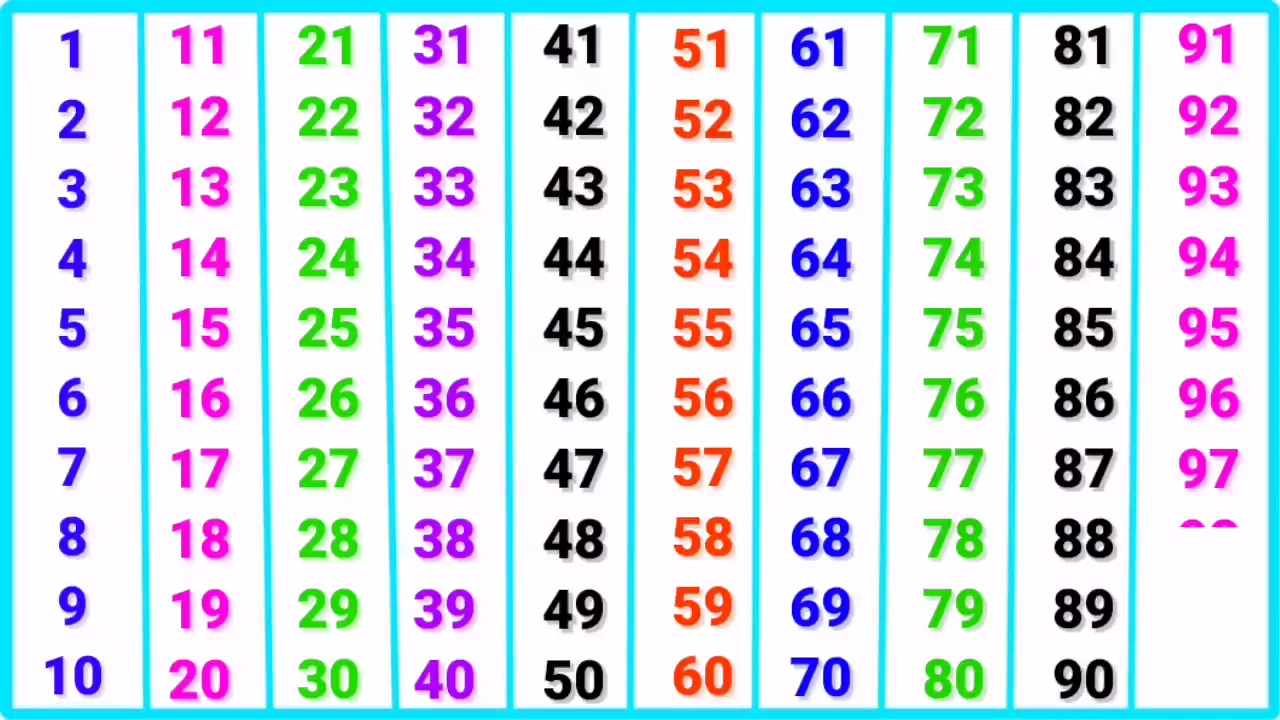 1 11 21 31 41 51 61 71 81 91
2 12 22 32 42 52 62 72 82 92
3 13 23 33 43 53 63 73 83 93
4 14 24 34 44 54 64 74 84 94
5 15 25 35 45 55 65 75 85 95
6 16 26 36 46 56 66 76 86 96
7 17 27 37 47 57 67 77 87 97
8 18 28 38 48 58 68 78 88
9 19 29 39 49 59 69 79 89
10 20 30 40 50 60 70 80 90